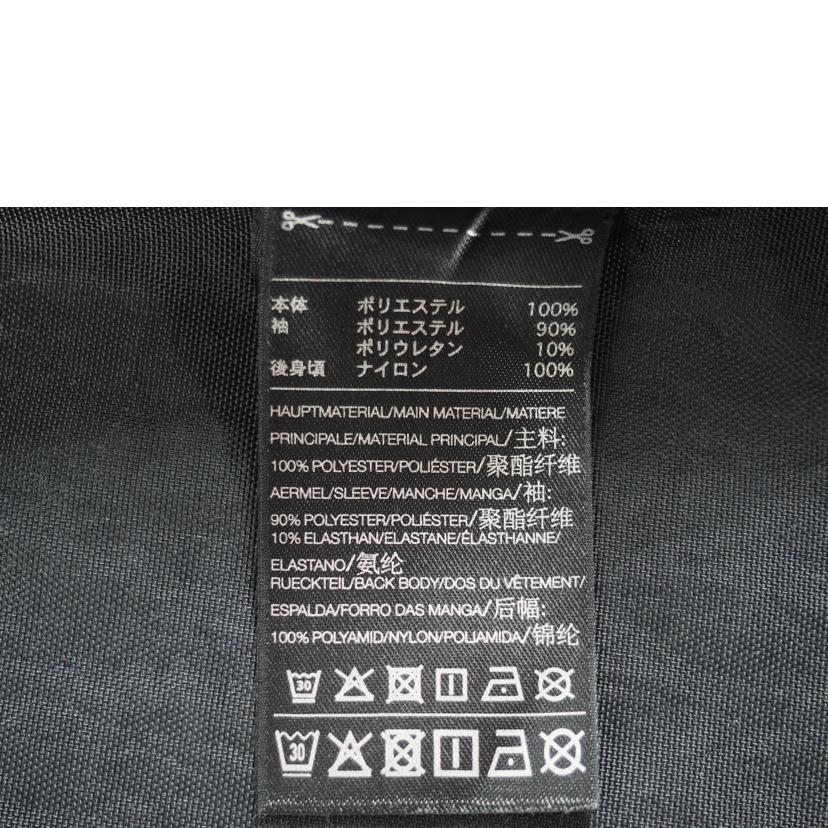 本体 ポリエステル 100%
袖 ポリエステル 90%
ポリウレタン 10%
後身頃 ナイロン 100%
HAUPTMATERIAL/MAIN MATERIAL/MATIERE
PRINCIPALE/MATERIAL PRINCIPAL/主料:
100% POLYESTER/POLIÉSTER/聚酯纤维
AERMEL/SLEEVE/MANCHE/MANGA/袖:
90% POLYESTER/POLIÉSTER/聚酯纤维
10% ELASTHAN/ELASTANE/ÉLASTHANNE/
ELASTANO/氨纶
RUECKTEIL/BACK BODY/DOS DU VÊTEMENT/
ESPALDA/FORRO DAS MANGA/后幅:
100% POLYAMID/NYLON/POLIAMIDA/锦纶
30
30